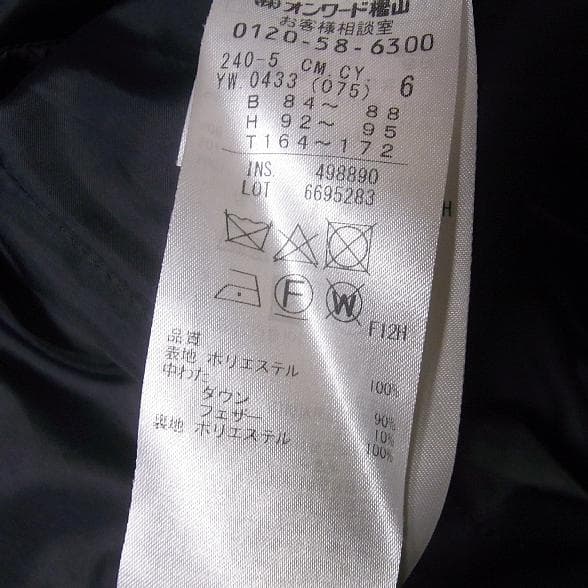 ㈱オンワード樫山
お客様相談室
0120-58-6300
240-5 CM.CY. 6
YW.0433 (075)
B 84～ 88
H 92～ 95
T164～172
INS. 498890
LOT 6695283
F
W
F12H
品質
表地 ポリエステル 100%
中わた
ダウン 90%
フェザー 10%
裏地 ポリエステル 100%
H